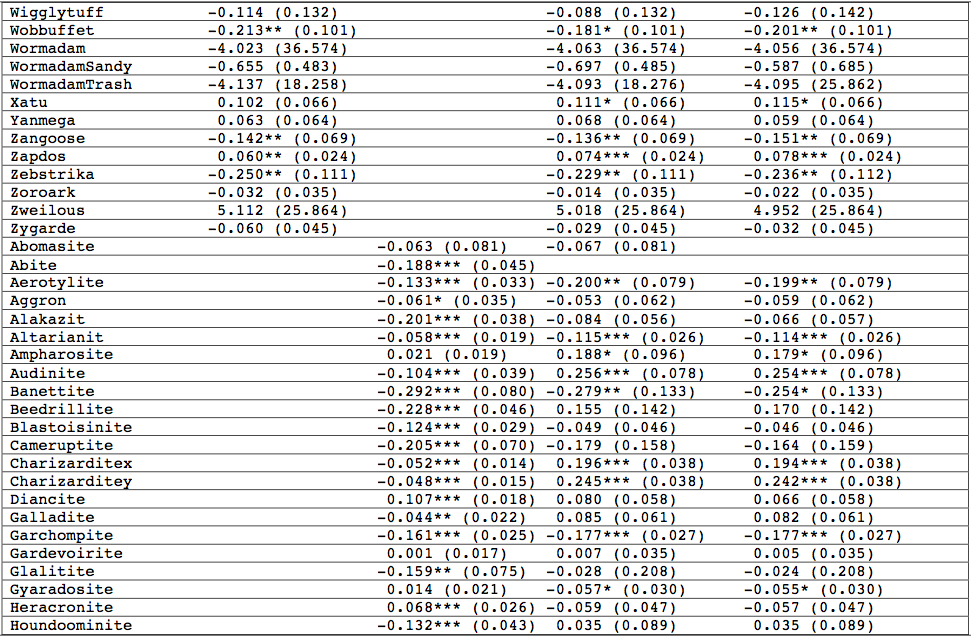 Wigglytuff -0.114 (0.132) -0.088 (0.132) -0.126 (0.142)
Wobbuffet -0.213** (0.101) -0.181* (0.101) -0.201** (0.101)
Wormadam -4.023 (36.574) -4.063 (36.574) -4.056 (36.574)
WormadamSandy -0.655 (0.483) -0.697 (0.485) -0.587 (0.685)
WormadamTrash -4.137 (18.258) -4.093 (18.276) -4.095 (25.862)
Xatu 0.102 (0.066) 0.111* (0.066) 0.115* (0.066)
Yanmega 0.063 (0.064) 0.068 (0.064) 0.059 (0.064)
Zangoose -0.142** (0.069) -0.136** (0.069) -0.151** (0.069)
Zapdos 0.060** (0.024) 0.074*** (0.024) 0.078*** (0.024)
Zebstrika -0.250** (0.111) -0.229** (0.111) -0.236** (0.112)
Zoroark -0.032 (0.035) -0.014 (0.035) -0.022 (0.035)
Zweilous 5.112 (25.864) 5.018 (25.864) 4.952 (25.864)
Zygarde -0.060 (0.045) -0.029 (0.045) -0.032 (0.045)
Abomasite -0.063 (0.081) -0.067 (0.081)
Abite -0.188*** (0.045)
Aerotylite -0.133*** (0.033) -0.200** (0.079) -0.199** (0.079)
Aggron -0.061* (0.035) -0.053 (0.062) -0.059 (0.062)
Alakazit -0.201*** (0.038) -0.084 (0.056) -0.066 (0.057)
Altarianit -0.058*** (0.019) -0.115*** (0.026) -0.114*** (0.026)
Ampharosite 0.021 (0.019) 0.188* (0.096) 0.179* (0.096)
Audinite -0.104*** (0.039) 0.256*** (0.078) 0.254*** (0.078)
Banettite -0.292*** (0.080) -0.279** (0.133) -0.254* (0.133)
Beedrillite -0.228*** (0.046) 0.155 (0.142) 0.170 (0.142)
Blastoisinite -0.124*** (0.029) -0.049 (0.046) -0.046 (0.046)
Cameruptite -0.205*** (0.070) -0.179 (0.158) -0.164 (0.159)
Charizarditex -0.052*** (0.014) 0.196*** (0.038) 0.194*** (0.038)
Charizarditey -0.048*** (0.015) 0.245*** (0.038) 0.242*** (0.038)
Diancite 0.107*** (0.018) 0.080 (0.058) 0.066 (0.058)
Galladite -0.044** (0.022) 0.085 (0.061) 0.082 (0.061)
Garchompite -0.161*** (0.025) -0.177*** (0.027) -0.177*** (0.027)
Gardevoirite 0.001 (0.017) 0.007 (0.035) 0.005 (0.035)
Glalitite -0.159** (0.075) -0.028 (0.208) -0.024 (0.208)
Gyaradosite 0.014 (0.021) -0.057* (0.030) -0.055* (0.030)
Heracronite 0.068*** (0.026) -0.059 (0.047) -0.057 (0.047)
Houndoominite -0.132*** (0.043) 0.035 (0.089) 0.035 (0.089)